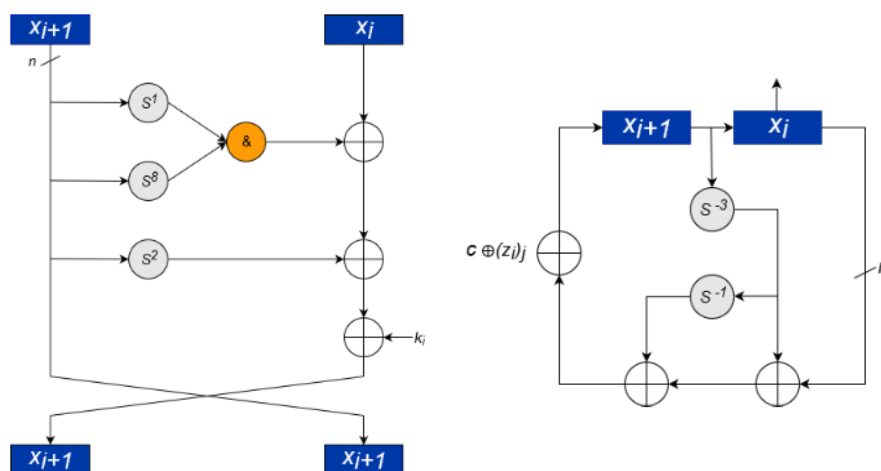 Xi+1
Xi
n
S¹
&
S⁸
S²
ki
Xi+1
Xi+1
Xi+1
Xi
S⁻³
c ⊕(zi)j
S⁻¹